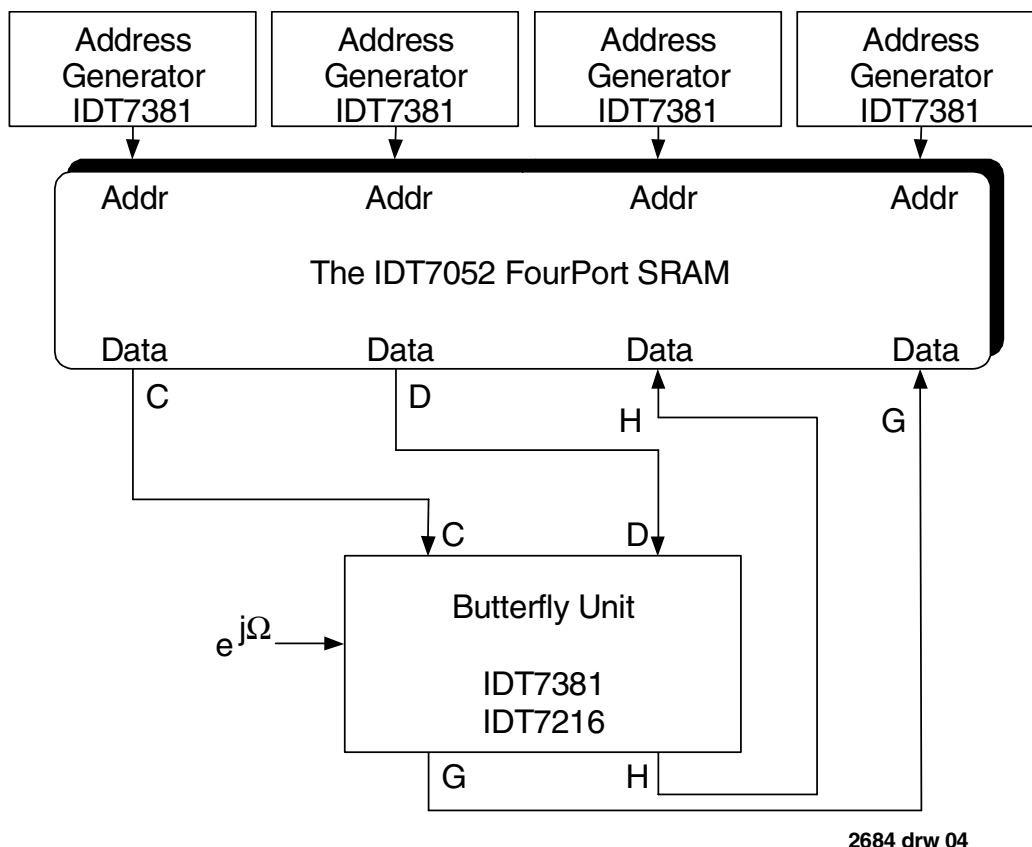 Address
Generator
IDT7381
Address
Generator
IDT7381
Address
Generator
IDT7381
Address
Generator
IDT7381
Addr Addr Addr Addr
The IDT7052 FourPort SRAM
Data Data Data Data
C D H G
C D
Butterfly Unit
e jΩ
IDT7381
IDT7216
G H
2684 drw 04